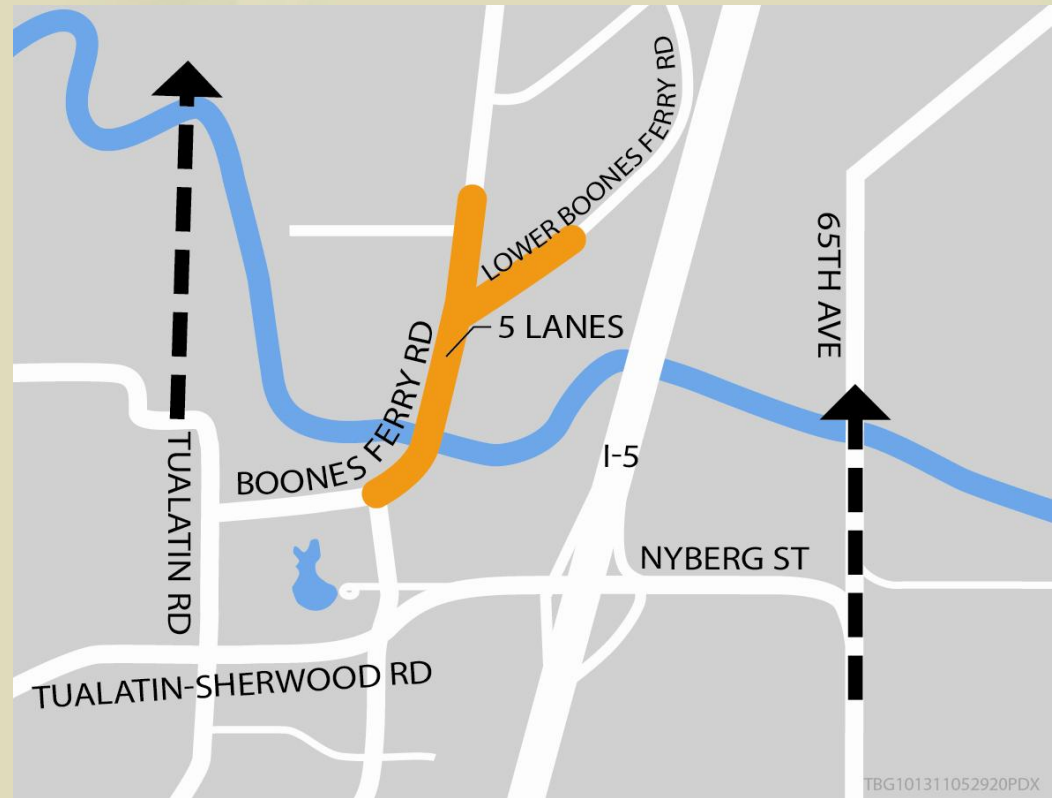 LOWER BOONES FERRY RD
65TH AVE
5 LANES
BOONES FERRY RD
I-5
TUALATIN RD
NYBERG ST
TUALATIN-SHERWOOD RD
TBG101311052920PDX